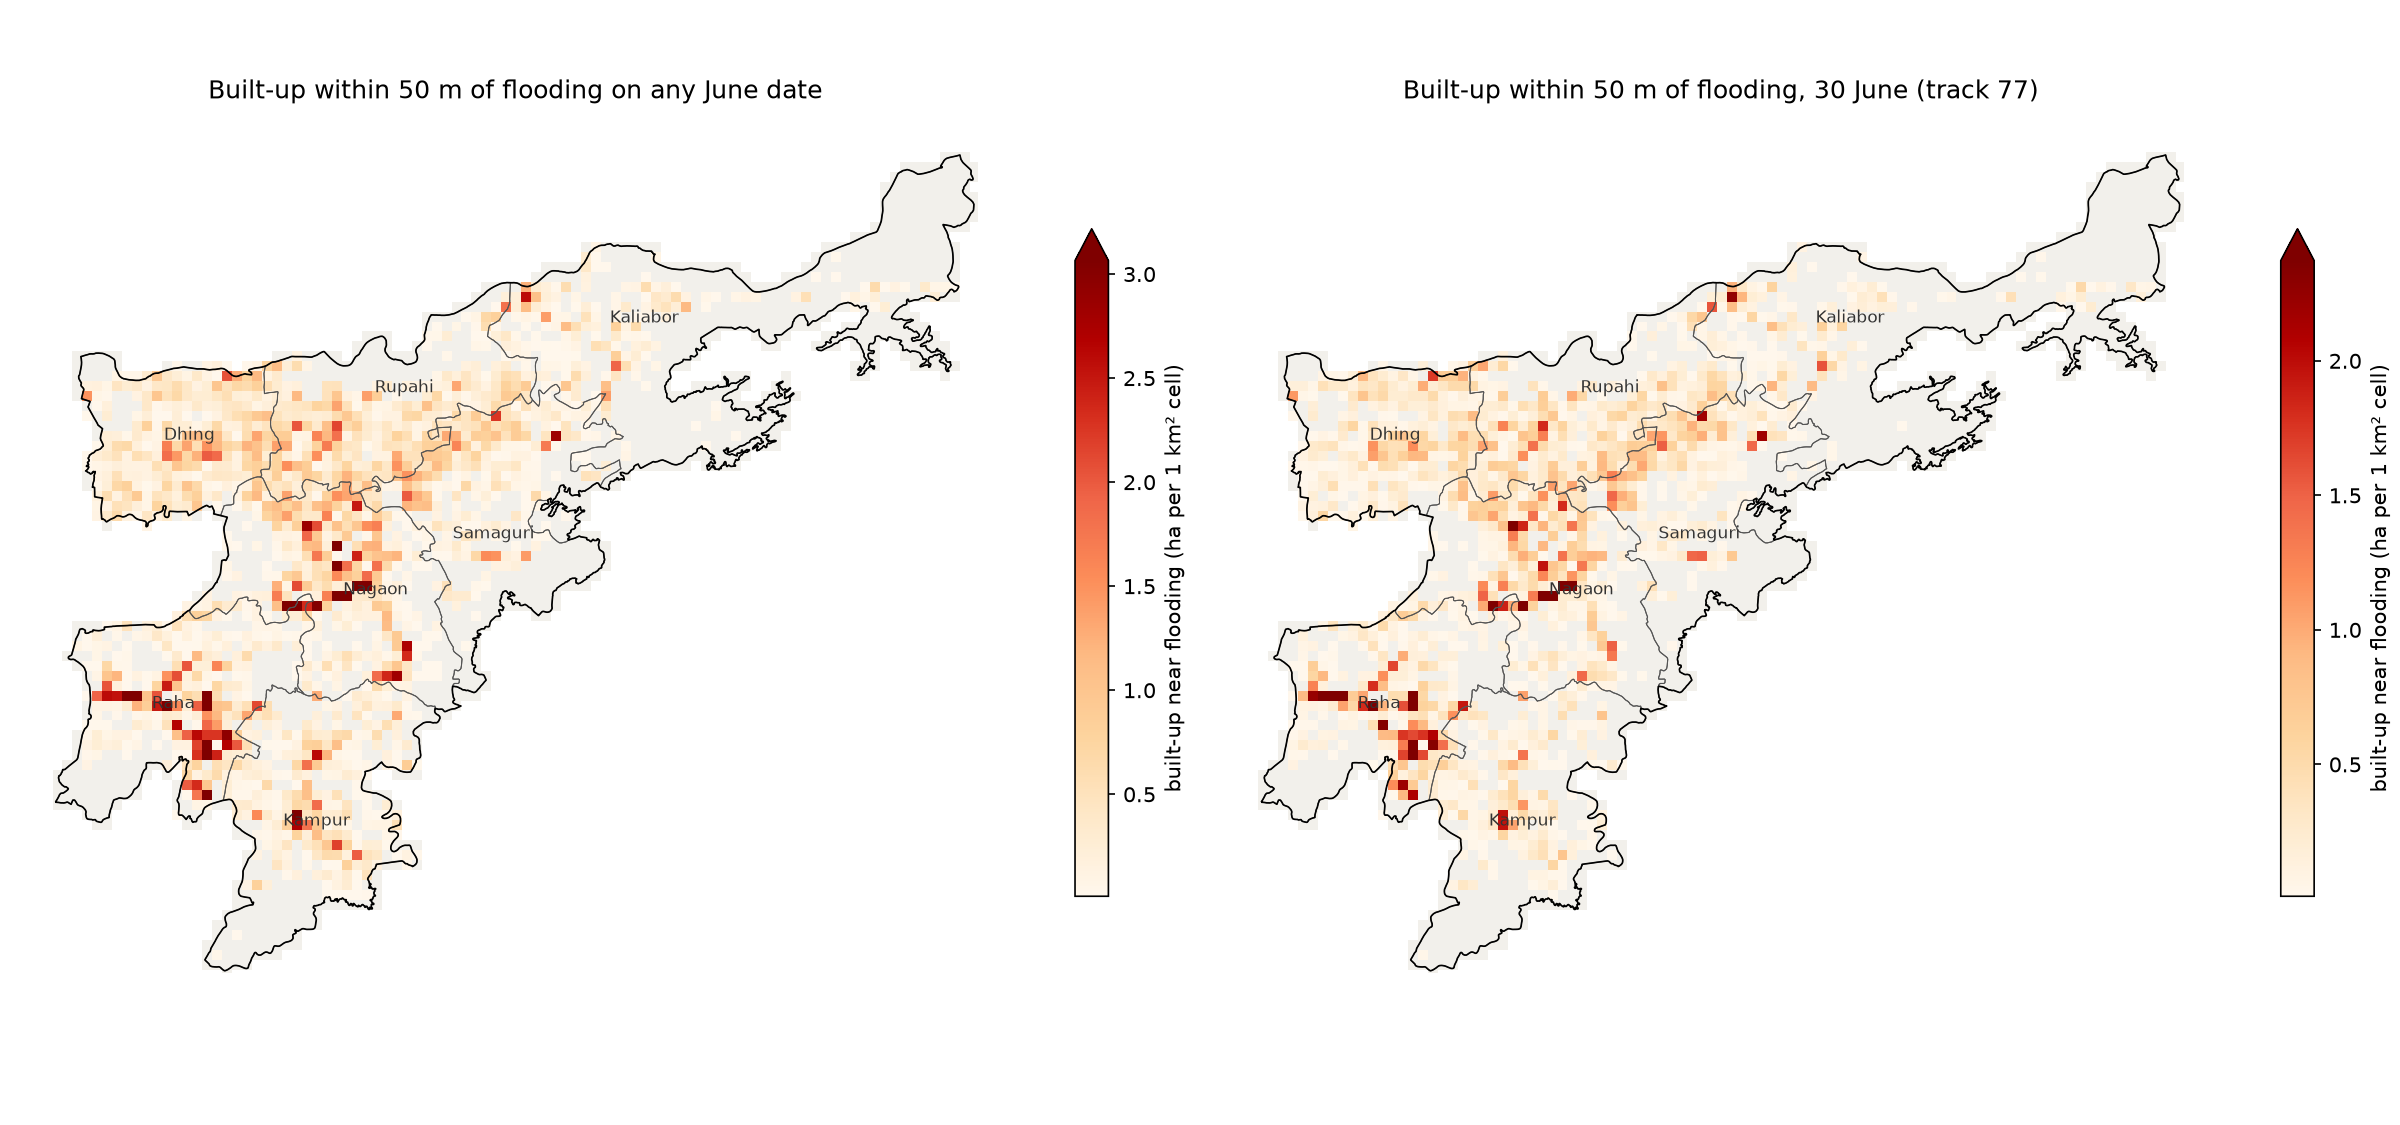 Built-up within 50 m of flooding on any June date
Kaliabor
Rupahi
Dhing
Samaguri
Nagaon
Raha
Kampur
3.0
2.5
2.0
1.5
1.0
0.5
built-up near flooding (ha per 1 km² cell)
Built-up within 50 m of flooding, 30 June (track 77)
Kaliabor
Rupahi
Dhing
Samaguri
Nagaon
Raha
Kampur
2.0
1.5
1.0
0.5
built-up near flooding (ha per 1 km² cell)